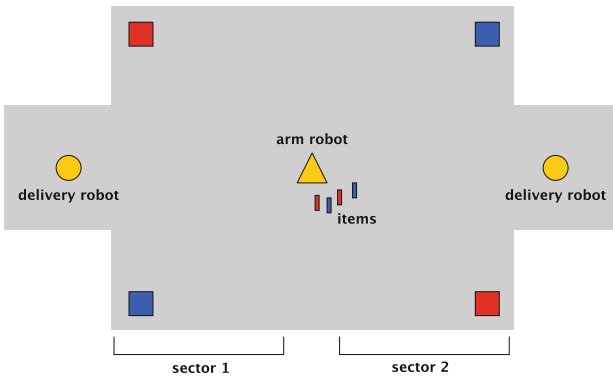 arm robot
delivery robot
delivery robot
items
sector 1
sector 2